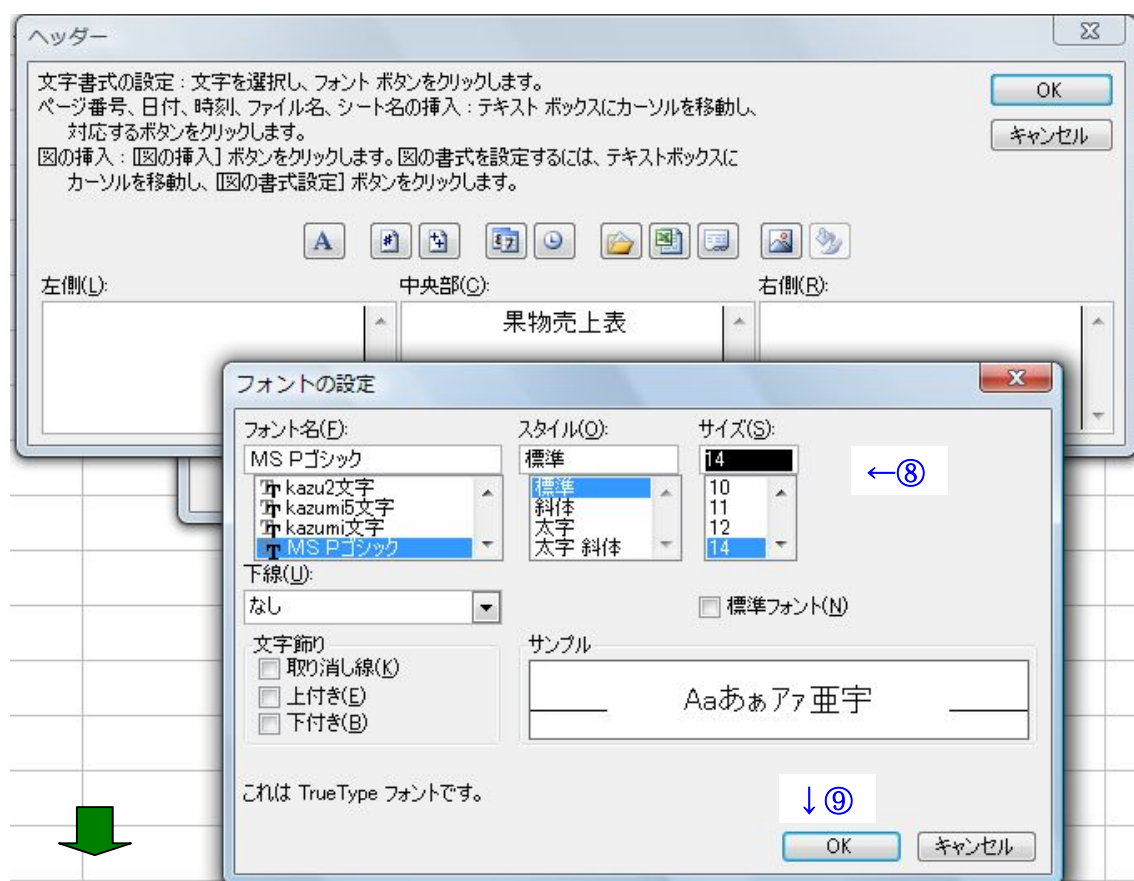 ヘッダー
文字書式の設定 : 文字を選択し、フォント ボタンをクリックします。
ページ番号、日付、時刻、ファイル名、シート名の挿入 : テキスト ボックスにカーソルを移動し、
対応するボタンをクリックします。
図の挿入 : [図の挿入] ボタンをクリックします。図の書式を設定するには、テキストボックスに
カーソルを移動し、[図の書式設定] ボタンをクリックします。
OK
キャンセル
左側(L):
中央部(C):
右側(R):
果物売上表
フォントの設定
フォント名(F):
スタイル(O):
サイズ(S):
MS Pゴシック
標準
14
←⑧
kazu2文字
kazumi5文字
kazumi文字
MS Pゴシック
標準
斜体
太字
太字 斜体
10
11
12
14
下線(U):
なし
標準フォント(N)
文字飾り
取り消し線(K)
上付き(E)
下付き(B)
サンプル
Aaあぁアァ亜宇
これは TrueType フォントです。
↓⑨
OK
キャンセル